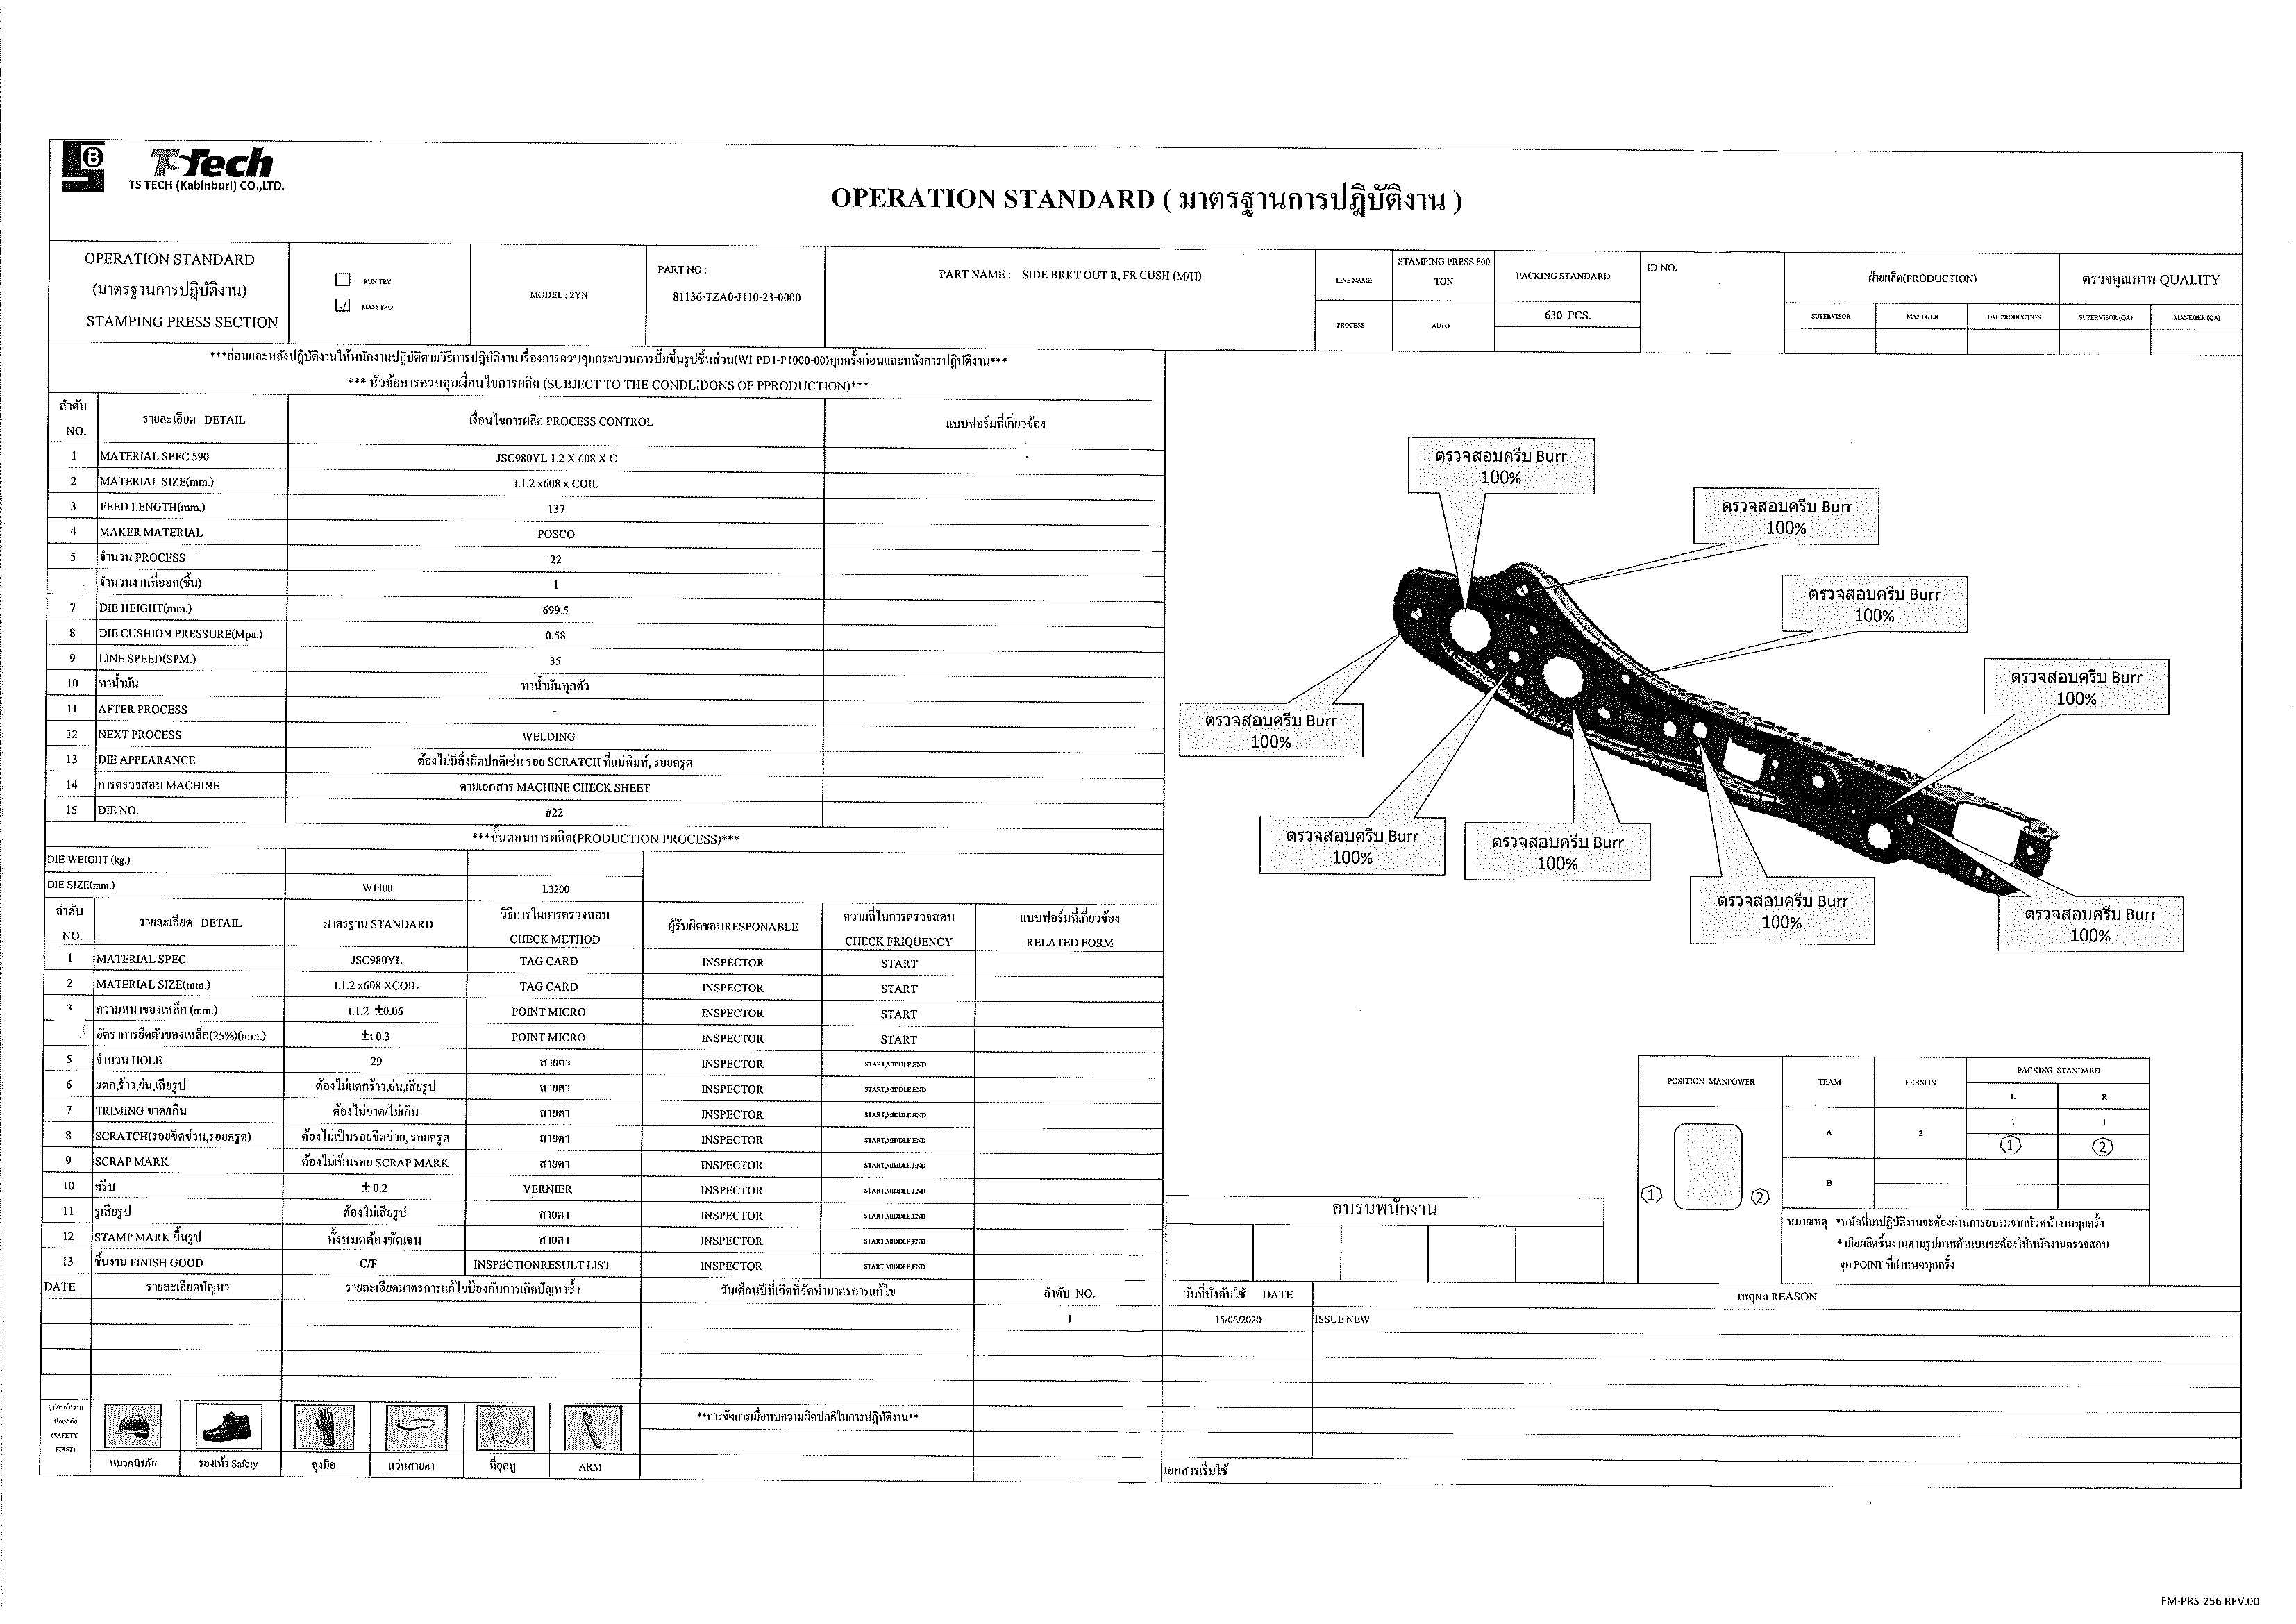 TS Tech
TS TECH (Kabinburi) CO.,LTD.
OPERATION STANDARD ( มาตรฐานการปฎิบัติงาน )
OPERATION STANDARD
(มาตรฐานการปฎิบัติงาน)
STAMPING PRESS SECTION
RUN TRY
MASS PRO
MODEL : 2YN
PART NO :
81136-TZA0-J110-23-0000
PART NAME : SIDE BRKT OUT R, FR CUSH (M/H)
LINE NAME
STAMPING PRESS 800 TON
PROCESS
AUTO
PACKING STANDARD
630 PCS.
ID NO.
ฝ่ายผลิต(PRODUCTION)
SUPERVISOR MANEGER DM. PRODUCTION
ตรวจคุณภาพ QUALITY
SUPERVISOR (QA) MANEGER (QA)
***ก่อนและหลังปฎิบัติงานให้พนักงานปฎิบัติตามวิธีการปฎิบัติงาน เรื่องการควบคุมกระบวนการปั๊มขึ้นรูปชิ้นส่วน(WI-PD1-P1000-00)ทุกครั้งก่อนและหลังการปฎิบัติงาน***
*** หัวข้อการควบคุมเงื่อนไขการผลิต (SUBJECT TO THE CONDLIDONS OF PPRODUCTION)***
ลำดับ NO. รายละเอียด DETAIL เงื่อนไขการผลิต PROCESS CONTROL แบบฟอร์มที่เกี่ยวข้อง
1 MATERIAL SPFC 590 JSC980YL 1.2 X 608 X C
2 MATERIAL SIZE(mm.) t.1.2 x608 x COIL
3 FEED LENGTH(mm.) 137
4 MAKER MATERIAL POSCO
5 จำนวน PROCESS 22
จำนวนงานที่ออก(ชิ้น) 1
7 DIE HEIGHT(mm.) 699.5
8 DIE CUSHION PRESSURE(Mpa.) 0.58
9 LINE SPEED(SPM.) 35
10 ทาน้ำมัน ทาน้ำมันทุกตัว
11 AFTER PROCESS -
12 NEXT PROCESS WELDING
13 DIE APPEARANCE ต้องไม่มีสิ่งผิดปกติเช่น รอย SCRATCH ที่แม่พิมพ์, รอยครูด
14 การตรวจสอบ MACHINE ตามเอกสาร MACHINE CHECK SHEET
15 DIE NO. #22
***ขั้นตอนการผลิต(PRODUCTION PROCESS)***
DIE WEIGHT (kg.)
DIE SIZE(mm.) W1400 L3200
ลำดับ NO. รายละเอียด DETAIL มาตรฐาน STANDARD วิธีการในการตรวจสอบ CHECK METHOD ผู้รับผิดชอบRESPONABLE ความถี่ในการตรวจสอบ CHECK FRIQUENCY แบบฟอร์มที่เกี่ยวข้อง RELATED FORM
1 MATERIAL SPEC JSC980YL TAG CARD INSPECTOR START
2 MATERIAL SIZE(mm.) t.1.2 x608 XCOIL TAG CARD INSPECTOR START
3 ความหนาของเหล็ก (mm.) t.1.2 ±0.06 POINT MICRO INSPECTOR START
อัตราการยืดตัวของเหล็ก(25%)(mm.) ±t 0.3 POINT MICRO INSPECTOR START
5 จำนวน HOLE 29 สายตา INSPECTOR START,MIDDLE,END
6 แตก,ร้าว,ย่น,เสียรูป ต้องไม่แตกร้าว,ย่น,เสียรูป สายตา INSPECTOR START,MIDDLE,END
7 TRIMING ขาด/เกิน ต้องไม่ขาด/ไม่เกิน สายตา INSPECTOR START,MIDDLE,END
8 SCRATCH(รอยขีดข่วน,รอยครูด) ต้องไม่เป็นรอยขีดข่วย, รอยครูด สายตา INSPECTOR START,MIDDLE,END
9 SCRAP MARK ต้องไม่เป็นรอย SCRAP MARK สายตา INSPECTOR START,MIDDLE,END
10 ครีบ ± 0.2 VERNIER INSPECTOR START,MIDDLE,END
11 รูเสียรูป ต้องไม่เสียรูป สายตา INSPECTOR START,MIDDLE,END
12 STAMP MARK ขึ้นรูป ทั้งหมดต้องชัดเจน สายตา INSPECTOR START,MIDDLE,END
13 ชิ้นงาน FINISH GOOD C/F INSPECTIONRESULT LIST INSPECTOR START,MIDDLE,END
DATE รายละเอียดปัญหา รายละเอียดมาตรการแก้ไขป้องกันการเกิดปัญหาซ้ำ วันเดือนปีที่เกิดที่จัดทำมาตรการแก้ไข ลำดับ NO. วันที่บังคับใช้ DATE เหตุผล REASON
1 15/06/2020 ISSUE NEW
ตรวจสอบครีบ Burr
100%
ตรวจสอบครีบ Burr
100%
ตรวจสอบครีบ Burr
100%
ตรวจสอบครีบ Burr
100%
ตรวจสอบครีบ Burr
100%
ตรวจสอบครีบ Burr
100%
ตรวจสอบครีบ Burr
100%
ตรวจสอบครีบ Burr
100%
ตรวจสอบครีบ Burr
100%
POSITION MANPOWER TEAM PERSON PACKING STANDARD
L R
A 2 1 1
① ②
B
① ②
หมายเหตุ *พนักที่มาปฎิบัติงานจะต้องผ่านการอบรมจากหัวหน้างานทุกครั้ง
* เมื่อผลิตชิ้นงานตามรูปภาพด้านบนจะต้องให้พนักงานตรวจสอบ
จุด POINT ที่กำหนดทุกครั้ง
อบรมพนักงาน
อุปกรณ์ความ
ปลอดภัย
(SAFETY
FIRST)
หมวกนิรภัย รองเท้า Safety ถุงมือ แว่นสายตา ที่อุดหู ARM
**การจัดการเมื่อพบความผิดปกติในการปฎิบัติงาน**
เอกสารเริ่มใช้
FM-PRS-256 REV.00